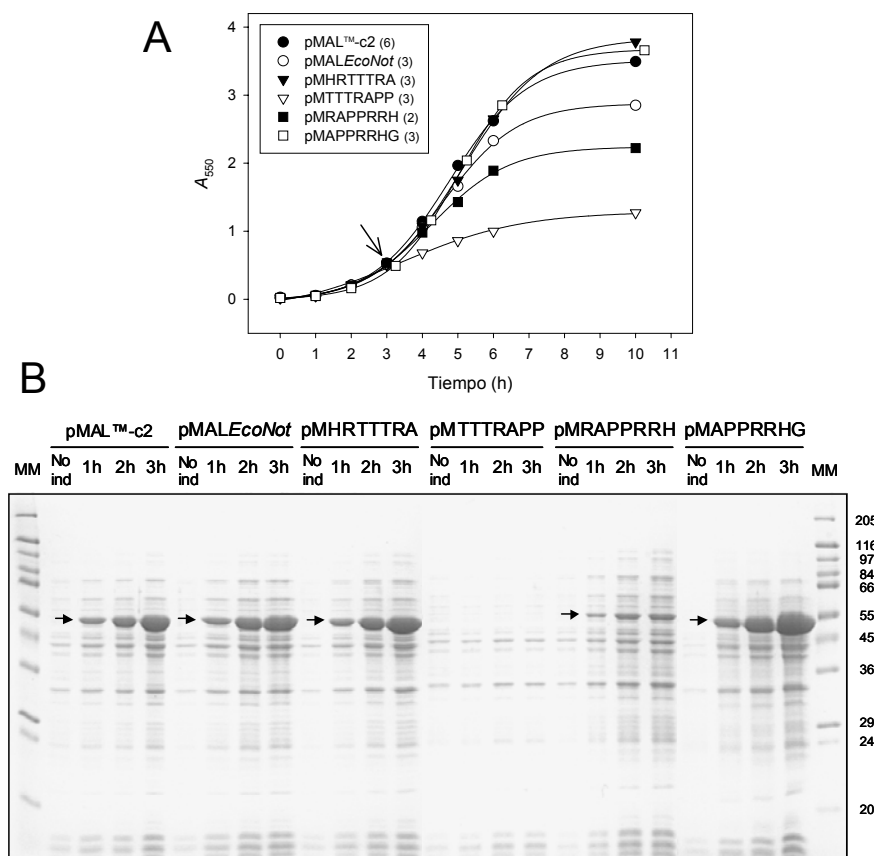 A
4
3
2
1
0
A550
pMAL™-c2 (6)
pMALEcoNot (3)
pMHRTTTRA (3)
pMTTTRAPP (3)
pMRAPPRRH (2)
pMAPPRRHG (3)
0 1 2 3 4 5 6 7 8 9 10 11
Tiempo (h)
B
pMAL™-c2 pMALEcoNot pMHRTTTRA pMTTTRAPP pMRAPPRRH pMAPPRRHG
MM No ind 1h 2h 3h No ind 1h 2h 3h No ind 1h 2h 3h No ind 1h 2h 3h No ind 1h 2h 3h No ind 1h 2h 3h MM
205
116
97
84
66
55
45
36
29
24
20